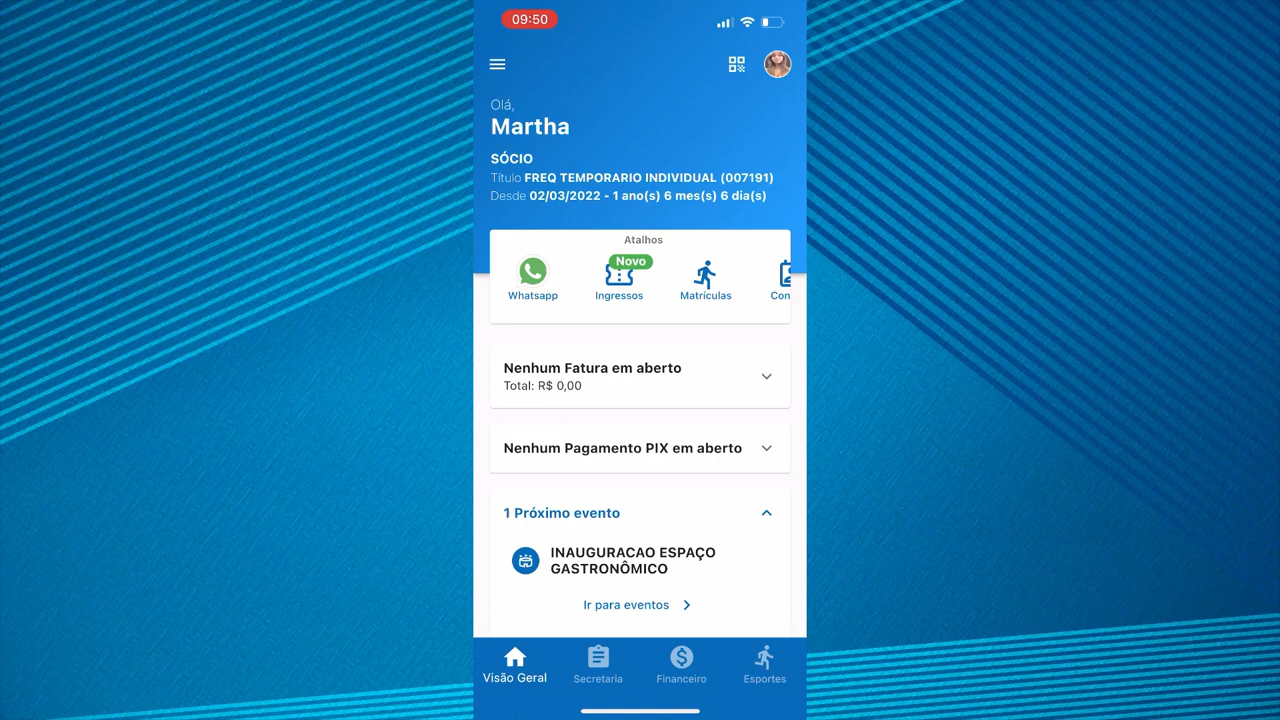 09:50
Olá,
Martha
SÓCIO
Título FREQ TEMPORARIO INDIVIDUAL (007191)
Desde 02/03/2022 - 1 ano(s) 6 mes(s) 6 dia(s)
Atalhos
Novo
Whatsapp
Ingressos
Matrículas
Con
Nenhum Fatura em aberto
Total: R$ 0,00
Nenhum Pagamento PIX em aberto
1 Próximo evento
INAUGURACAO ESPAÇO
GASTRONÔMICO
Ir para eventos
Visão Geral
Secretaria
Financeiro
Esportes